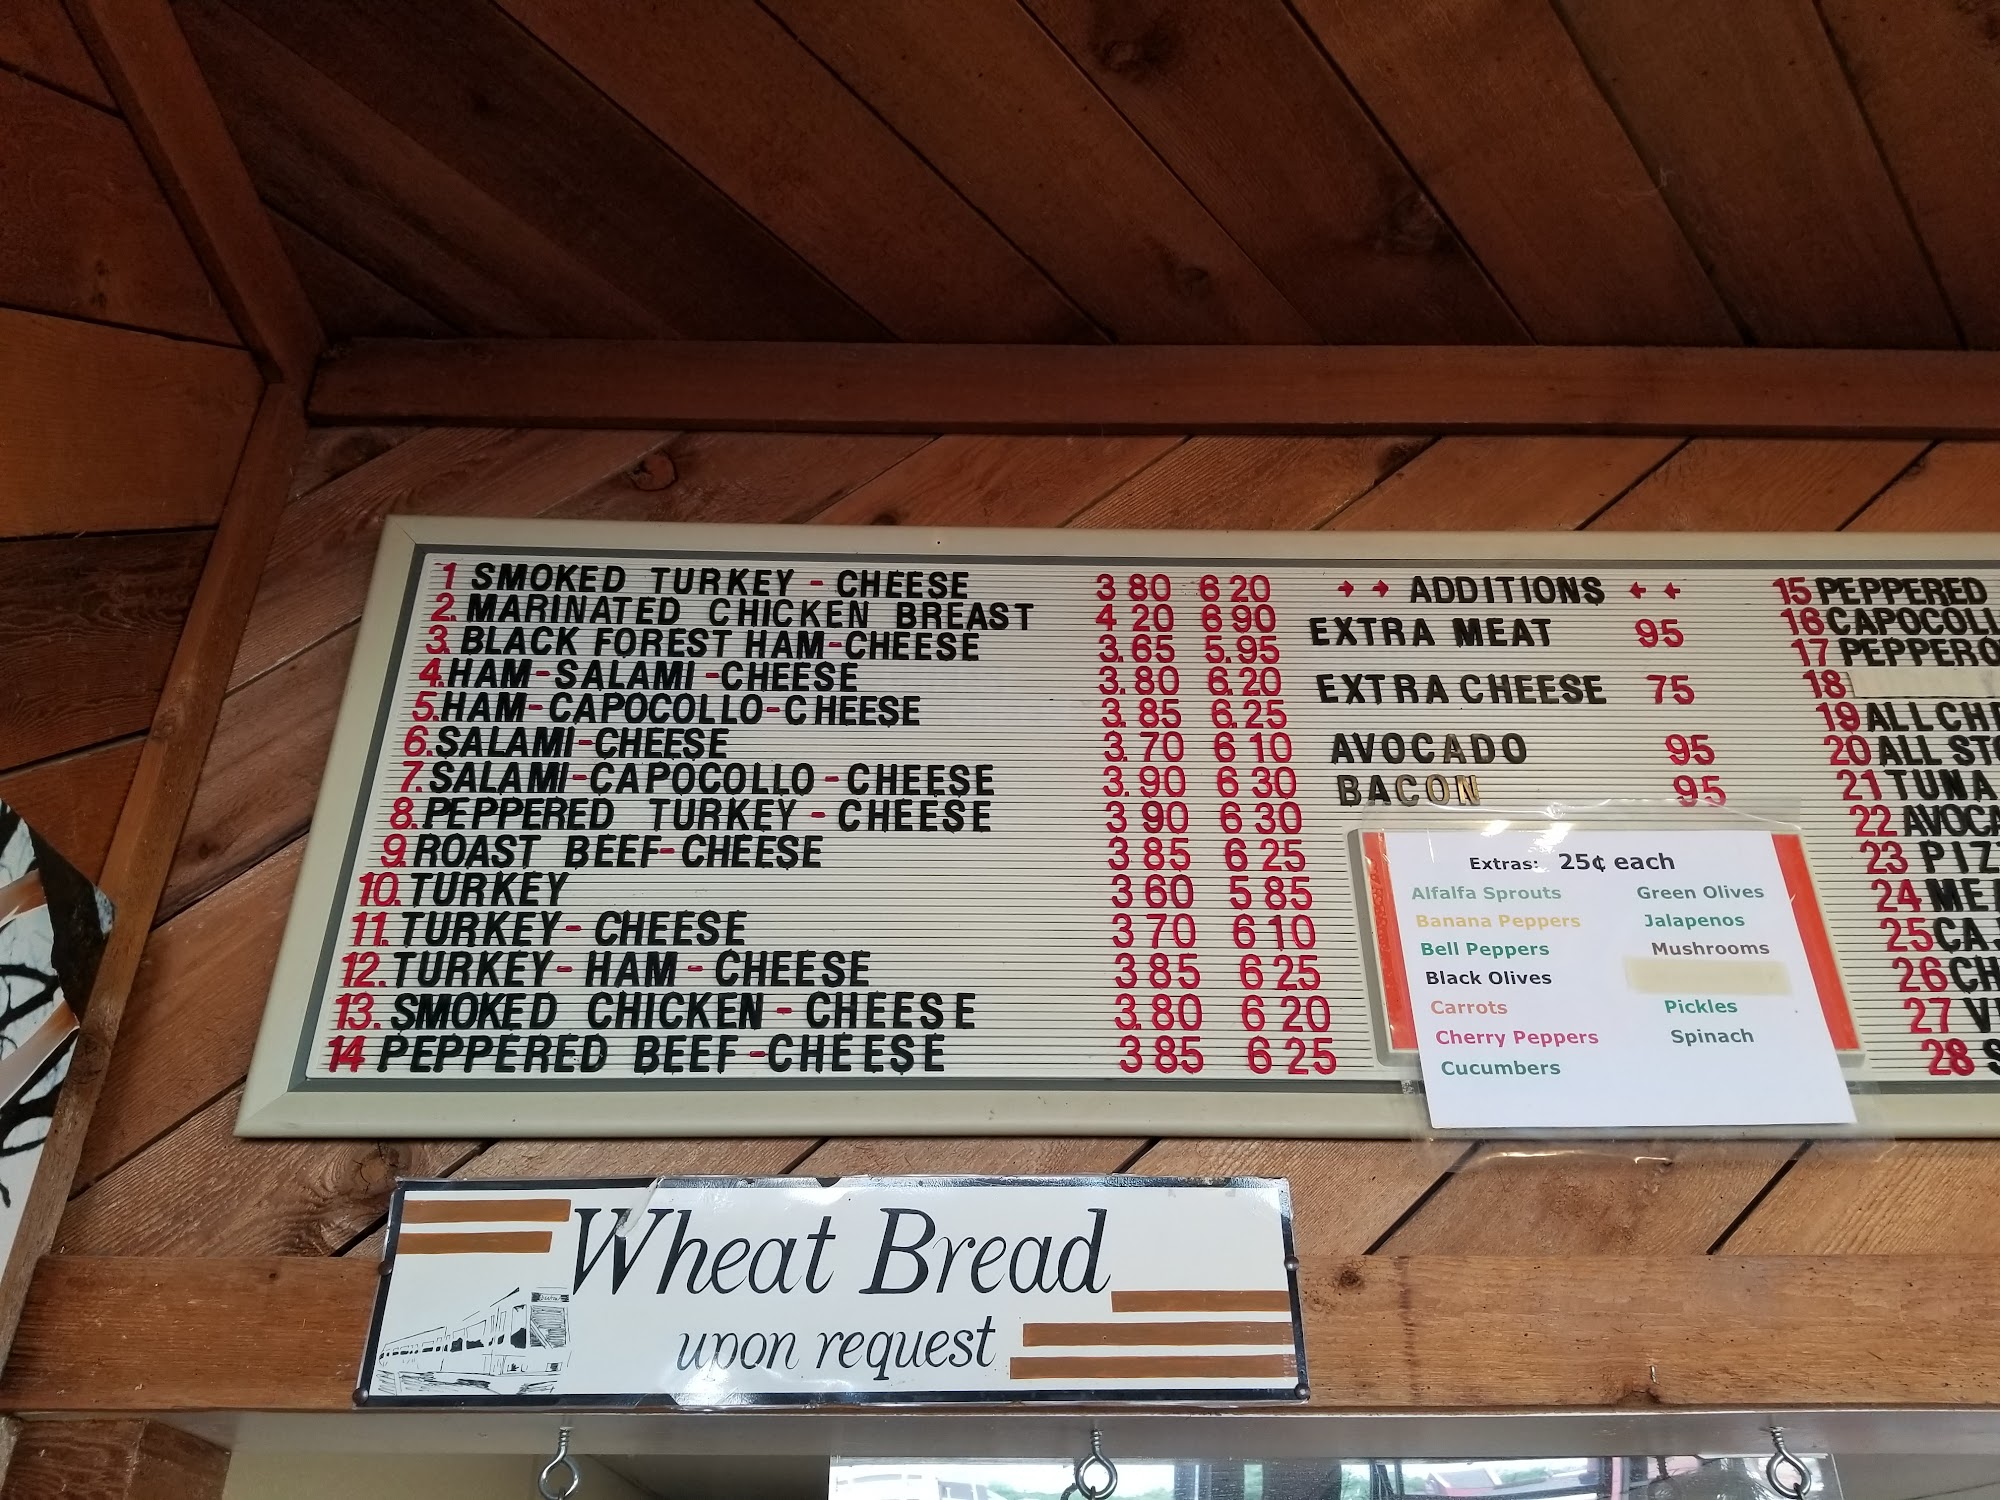 1 SMOKED TURKEY - CHEESE 3 80 6 20
2. MARINATED CHICKEN BREAST 4 20 6 90
3. BLACK FOREST HAM-CHEESE 3.65 5.95
4. HAM-SALAMI-CHEESE 3.80 6.20
5. HAM-CAPOCOLLO-CHEESE 3.85 6.25
6. SALAMI-CHEESE 3.70 6 10
7. SALAMI-CAPOCOLLO-CHEESE 3.90 6 30
8. PEPPERED TURKEY - CHEESE 3 90 6 30
9. ROAST BEEF-CHEESE 3 85 6 25
10. TURKEY 3 60 5 85
11. TURKEY-CHEESE 3 70 6 10
12. TURKEY-HAM-CHEESE 3 85 6 25
13. SMOKED CHICKEN-CHEESE 3.80 6 20
14 PEPPERED BEEF-CHEESE 3 85 6 25
→ → ADDITIONS ← ←
EXTRA MEAT 95
EXTRA CHEESE 75
AVOCADO 95
BACON 95
Extras: 25¢ each
Alfalfa Sprouts
Banana Peppers
Bell Peppers
Black Olives
Carrots
Cherry Peppers
Cucumbers
Green Olives
Jalapenos
Mushrooms
Pickles
Spinach
15 PEPPERED
16
17
18
19 ALL
20 ALL
21 TUNA
22
23
24
25
26
27
28
Wheat Bread
upon request